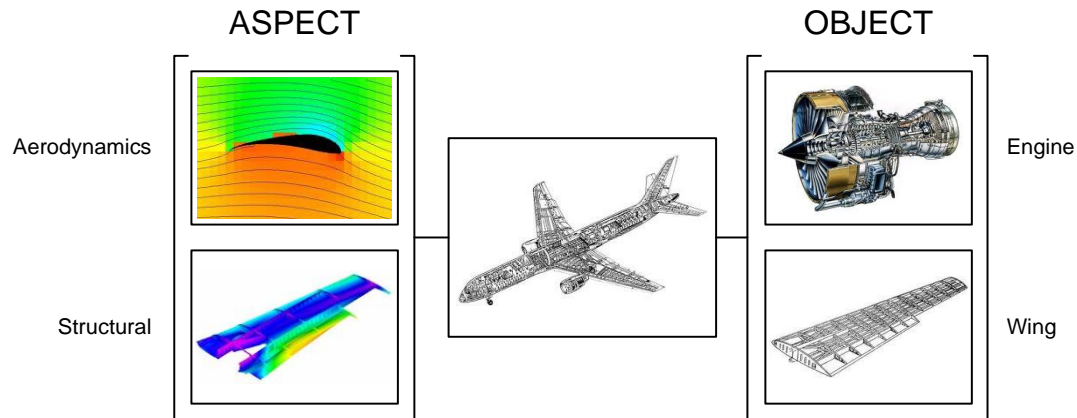 ASPECT
OBJECT
Aerodynamics
Engine
Structural
Wing